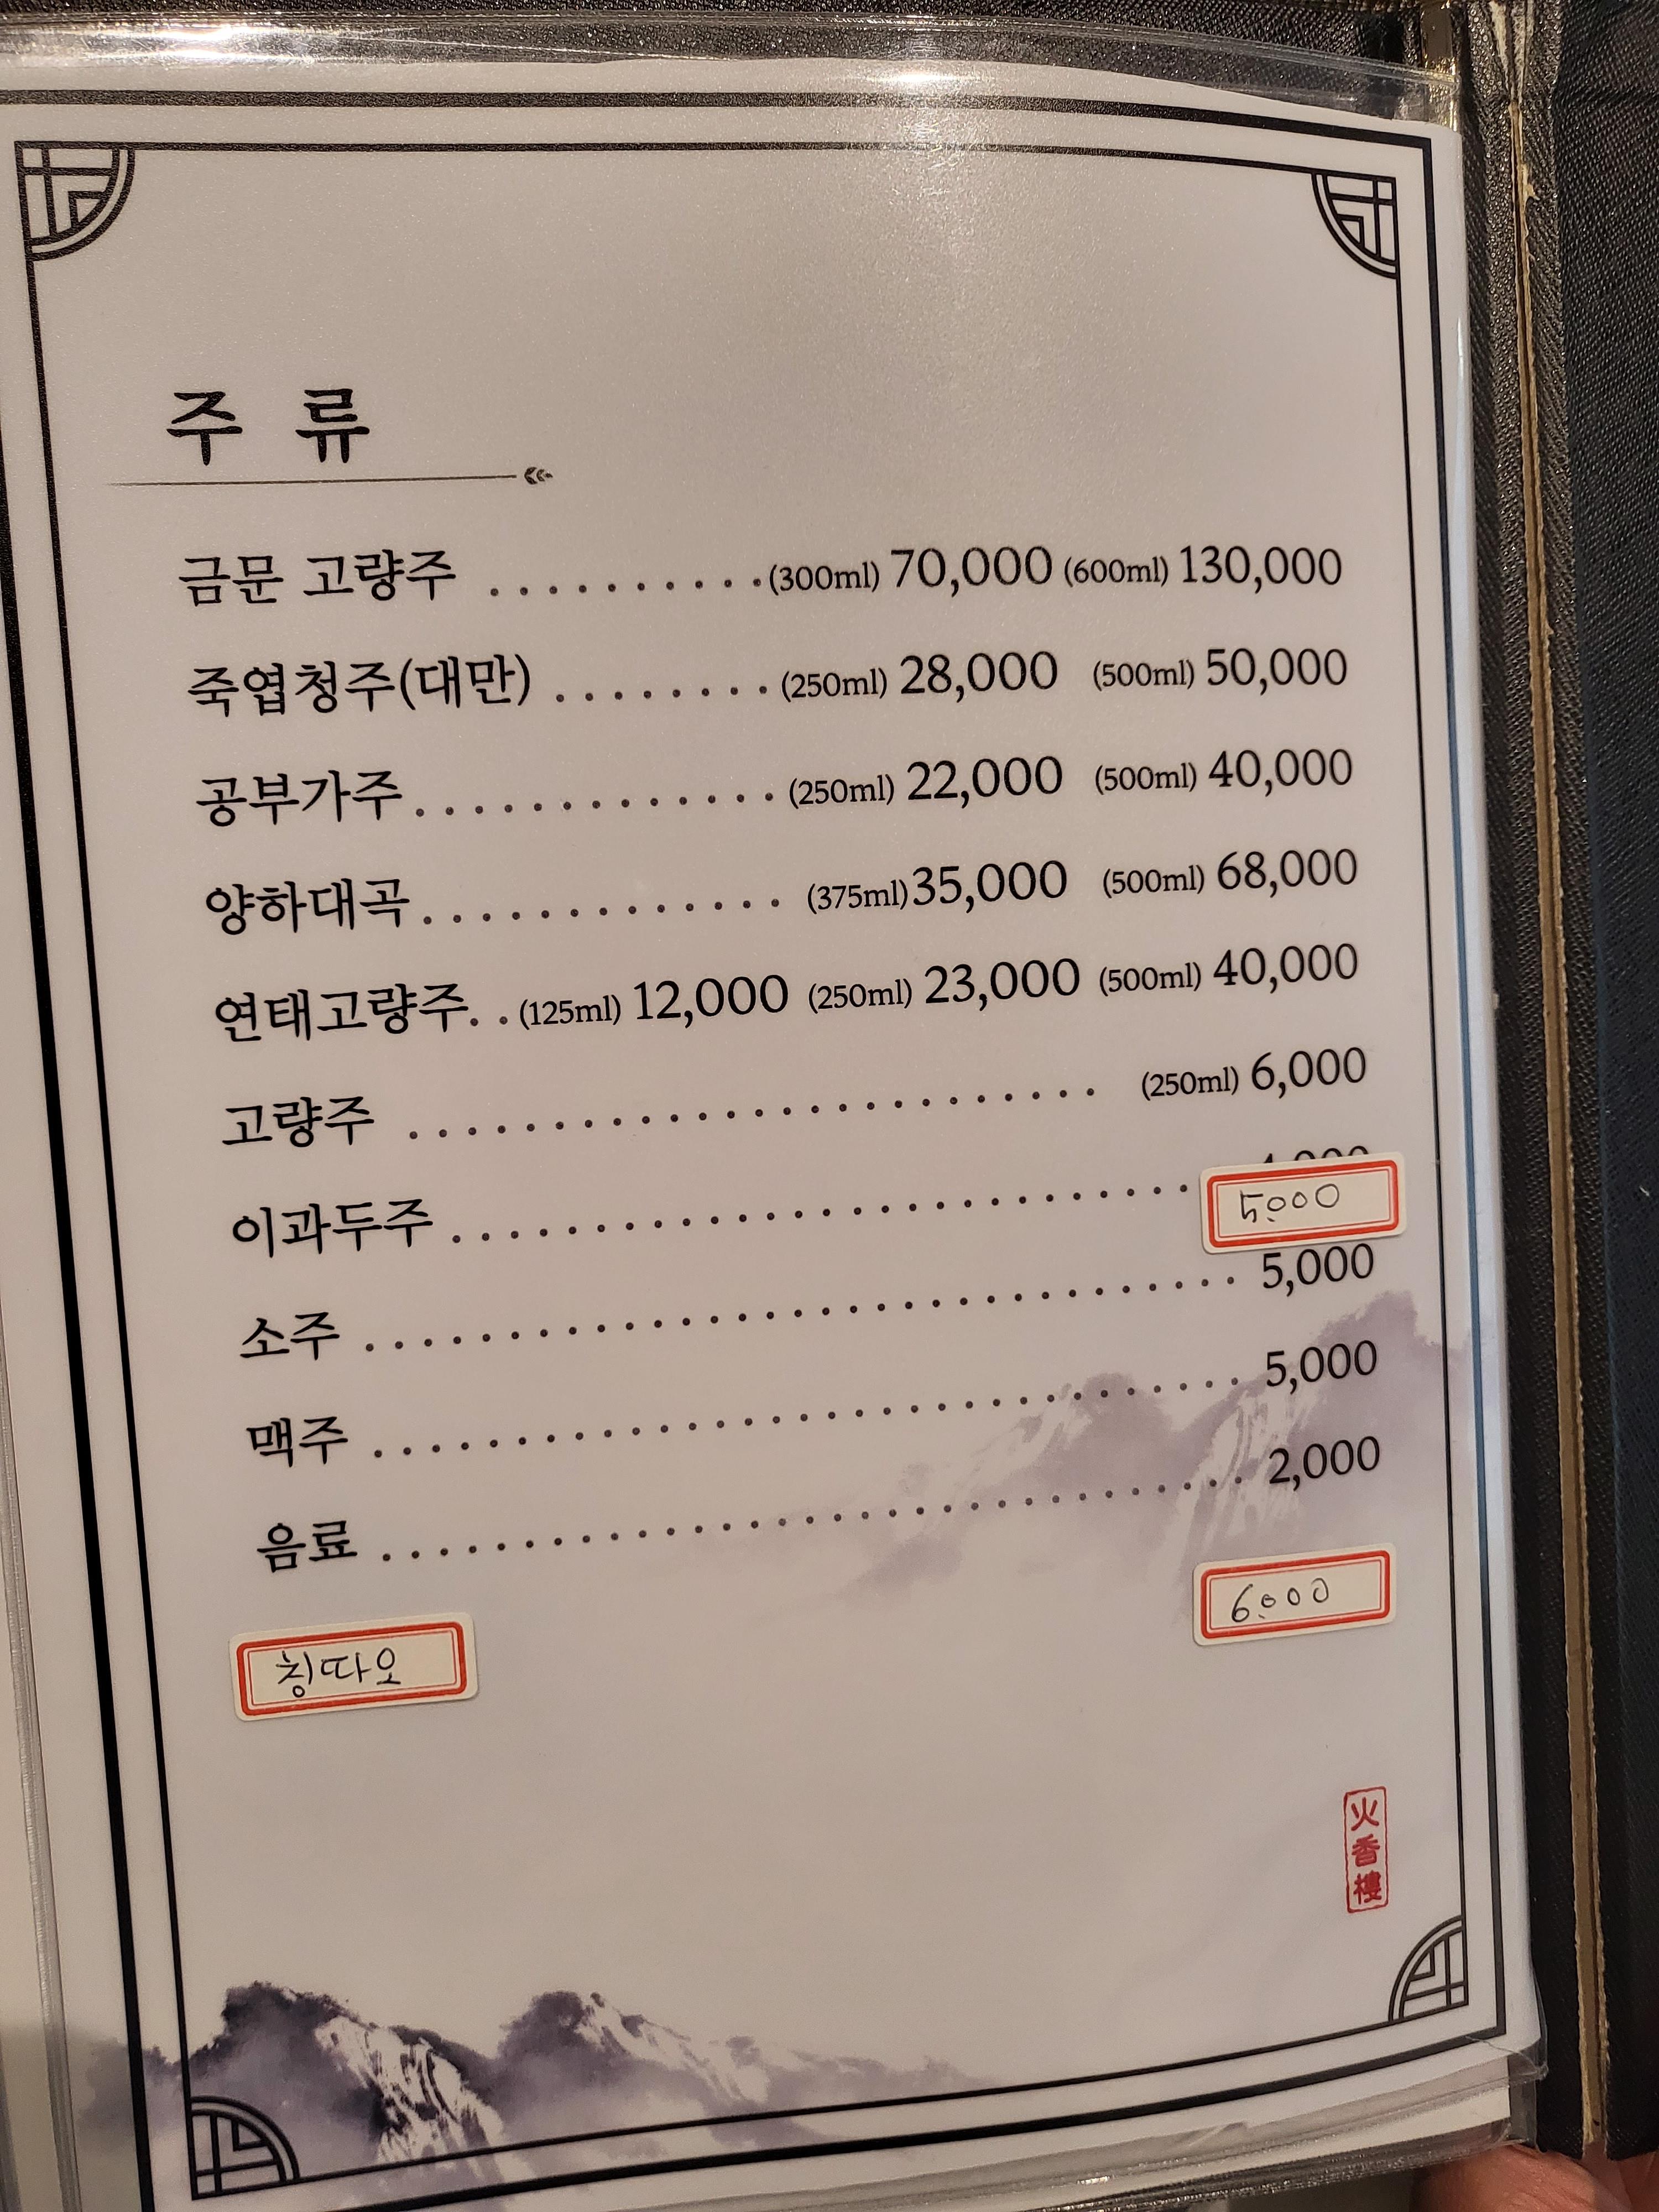 주 류
금문 고량주 ..........(300ml) 70,000 (600ml) 130,000
죽엽청주(대만) ........(250ml) 28,000 (500ml) 50,000
공부가주.............(250ml) 22,000 (500ml) 40,000
양하대곡............. (375ml)35,000 (500ml) 68,000
연태고량주..(125ml) 12,000 (250ml) 23,000 (500ml) 40,000
고량주 ........................ (250ml) 6,000
이과두주.......................... 5,000
소주............................... 5,000
맥주.............................. 5,000
음료.............................. 2,000
칭따오 6,000
火香樓